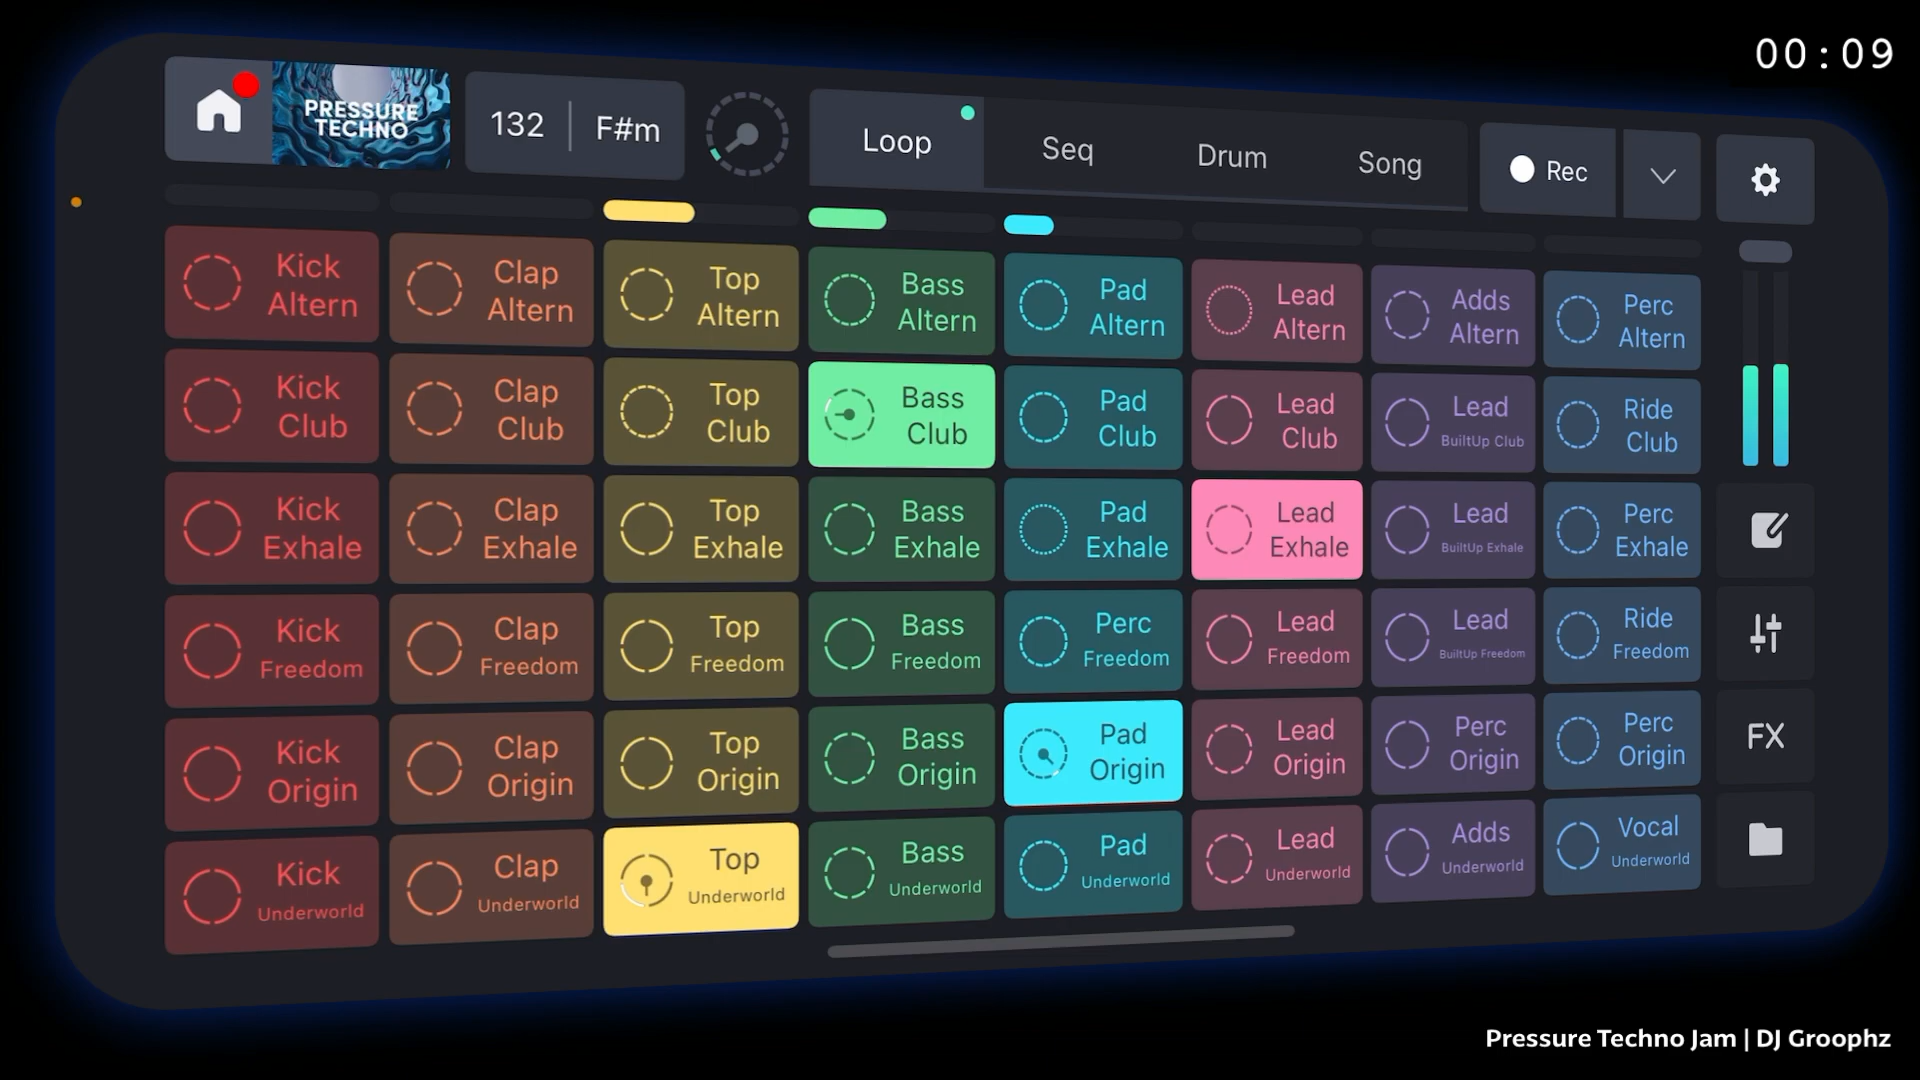 00:09
PRESSURE
TECHNO
132
F#m
Loop
Seq
Drum
Song
Rec
Kick
Altern
Clap
Altern
Top
Altern
Bass
Altern
Pad
Altern
Lead
Altern
Adds
Altern
Perc
Altern
Kick
Club
Clap
Club
Top
Club
Bass
Club
Pad
Club
Lead
Club
Lead
BuiltUp Club
Ride
Club
Kick
Exhale
Clap
Exhale
Top
Exhale
Bass
Exhale
Pad
Exhale
Lead
Exhale
Lead
BuiltUp Exhale
Perc
Exhale
Kick
Freedom
Clap
Freedom
Top
Freedom
Bass
Freedom
Perc
Freedom
Lead
Freedom
Lead
BuiltUp Freedom
Ride
Freedom
Kick
Origin
Clap
Origin
Top
Origin
Bass
Origin
Pad
Origin
Lead
Origin
Perc
Origin
Perc
Origin
FX
Kick
Underworld
Clap
Underworld
Top
Underworld
Bass
Underworld
Pad
Underworld
Lead
Underworld
Adds
Underworld
Vocal
Underworld
Pressure Techno Jam | DJ Groophz